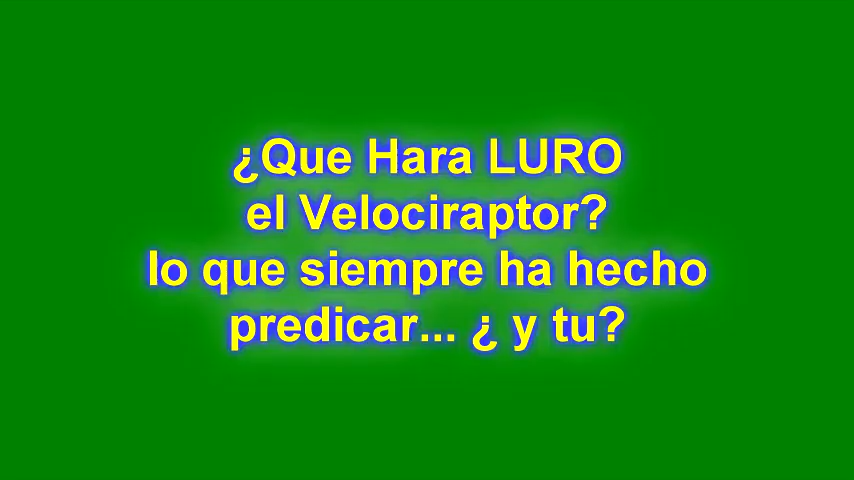 ¿Que Hara LURO
el Velociraptor?
lo que siempre ha hecho
predicar... ¿ y tu?